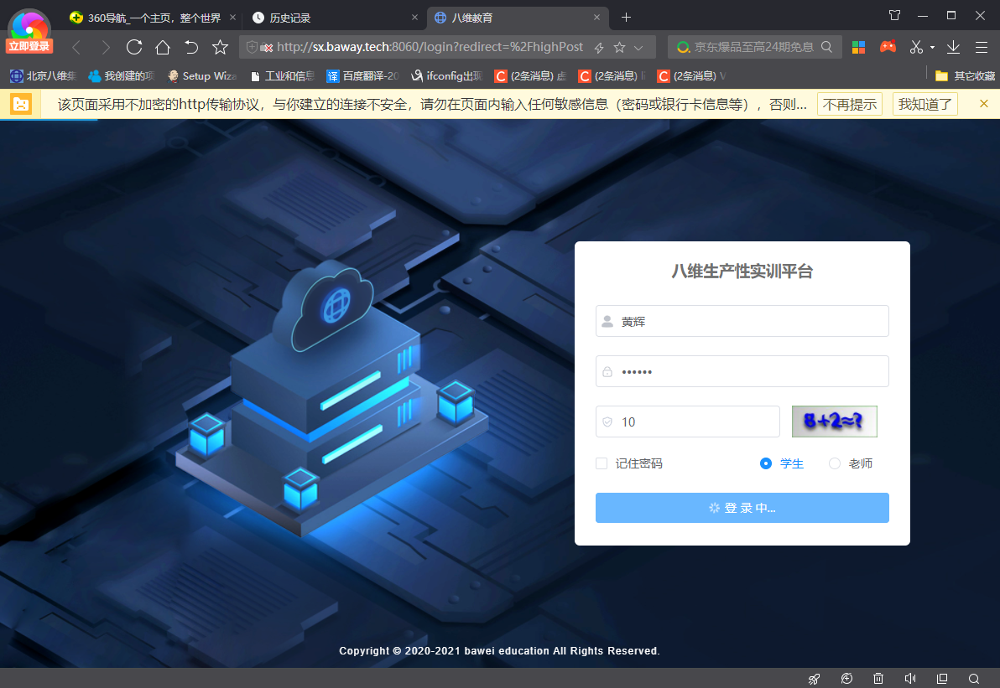 360导航_一个主页，整个世界
历史记录
八维教育
立即登录
http://sx.baway.tech:8060/login?redirect=%2FhighPost
京东爆品至高24期免息
北京八维集
我创建的项
Setup Wiza
工业和信息
译 百度翻译-20
ifconfig出现
C (2条消息)
C (2条消息)
C (2条消息) V
其它收藏
该页面采用不加密的http传输协议，与你建立的连接不安全，请勿在页面内输入任何敏感信息（密码或银行卡信息等），否则...
不再提示
我知道了
八维生产性实训平台
黄辉
••••••
10
8+2=?
记住密码
学生
老师
登 录 中...
Copyright © 2020-2021 bawei education All Rights Reserved.